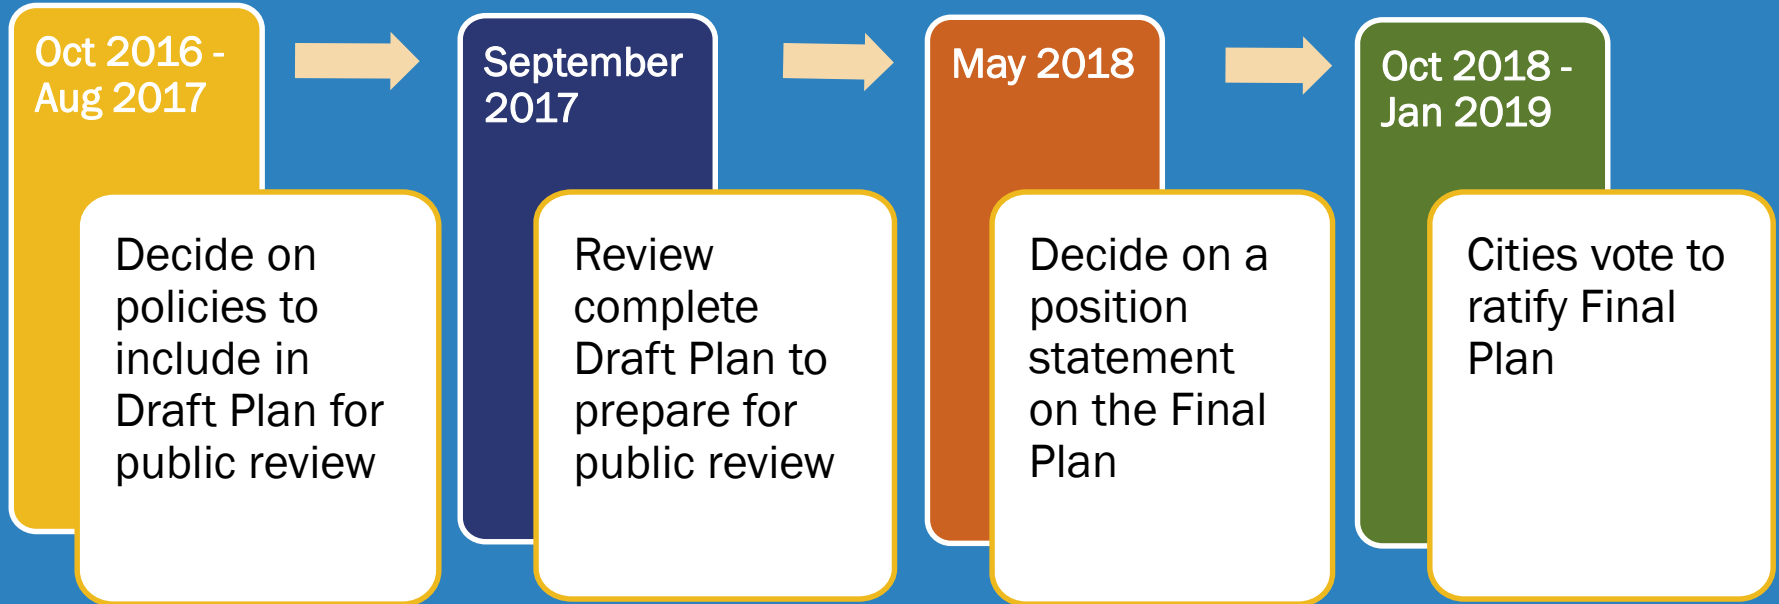 Oct 2016 -
Aug 2017
Decide on
policies to
include in
Draft Plan for
public review
September
2017
Review
complete
Draft Plan to
prepare for
public review
May 2018
Decide on a
position
statement
on the Final
Plan
Oct 2018 -
Jan 2019
Cities vote to
ratify Final
Plan